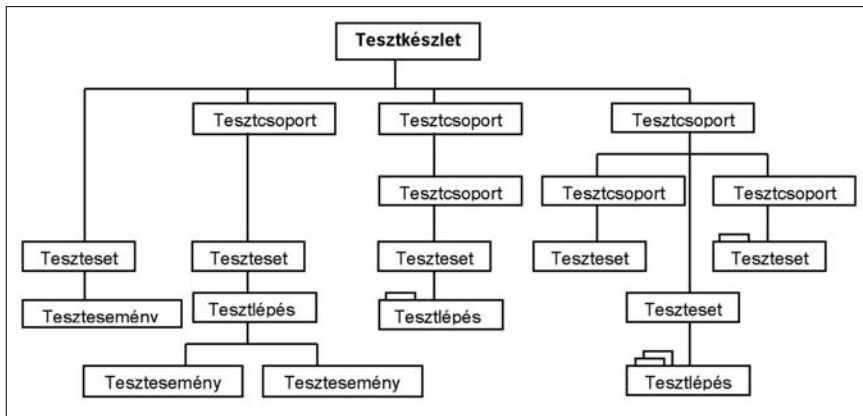 Tesztkészlet
Tesztcsoport Tesztcsoport Tesztcsoport
Tesztcsoport Tesztcsoport Tesztcsoport
Teszteset Teszteset Teszteset Teszteset Teszteset
Tesztesemény Tesztlépés Tesztlépés Teszteset
Tesztesemény Tesztesemény Tesztlépés